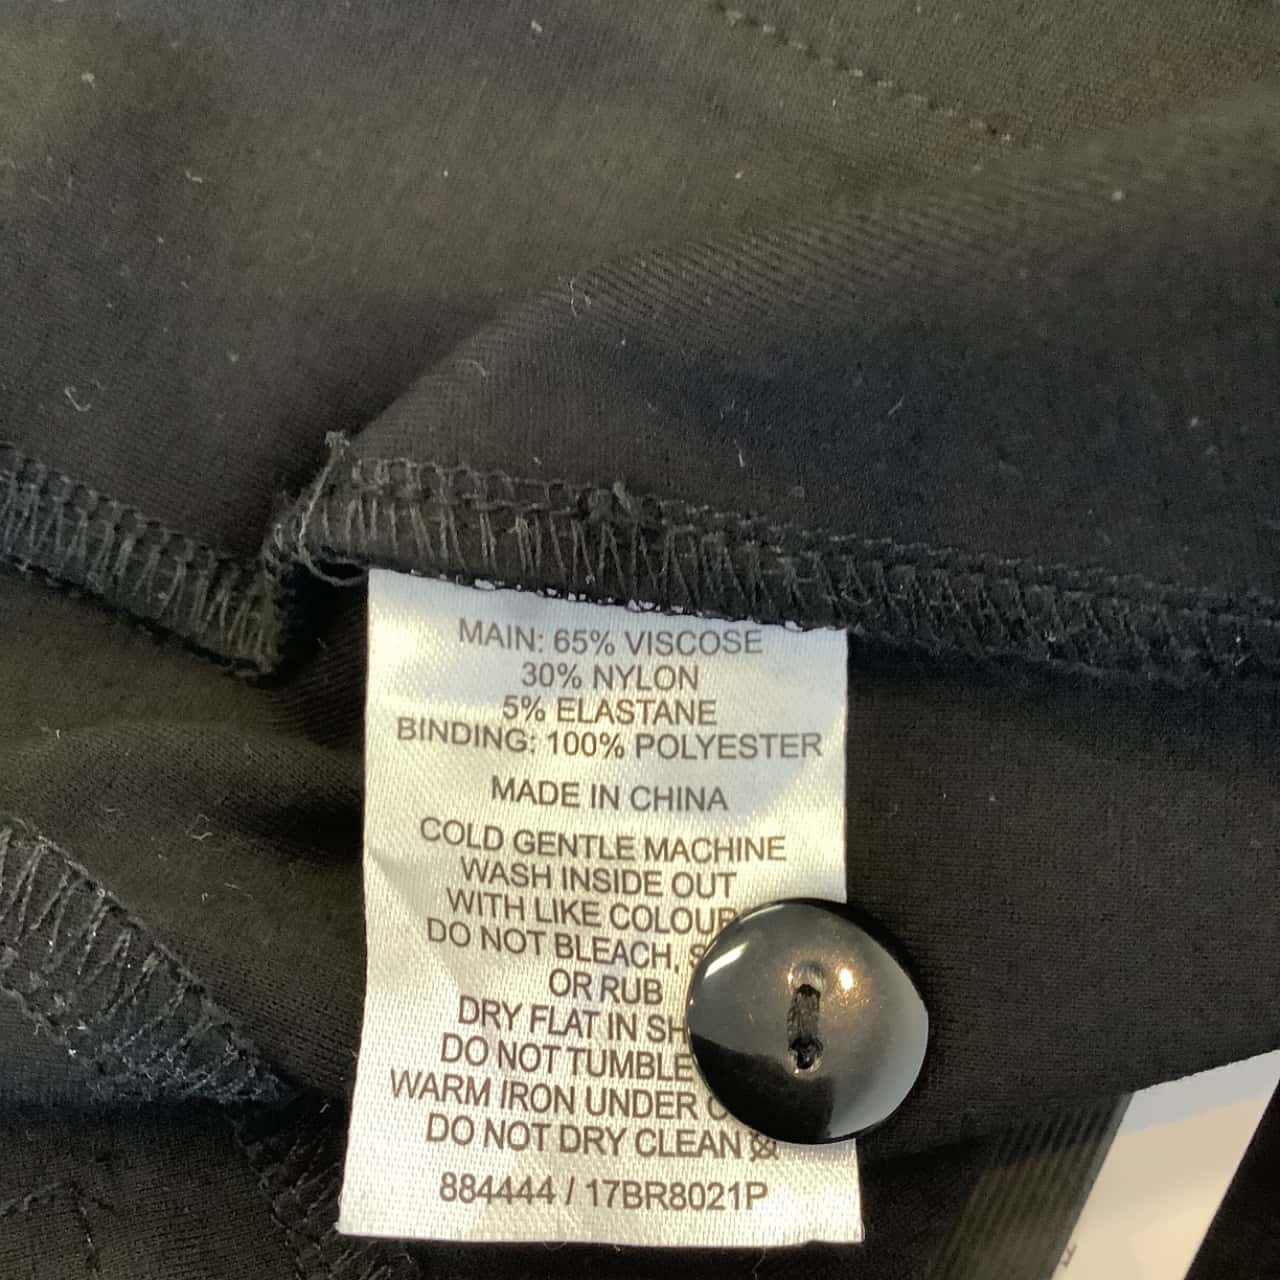 MAIN: 65% VISCOSE
30% NYLON
5% ELASTANE
BINDING: 100% POLYESTER
MADE IN CHINA
COLD GENTLE MACHINE
WASH INSIDE OUT
WITH LIKE COLOUR
DO NOT BLEACH,
OR RUB
DRY FLAT IN
DO NOT TUMBLE
WARM IRON UNDER
DO NOT DRY CLEAN
884444 / 17BR8021P